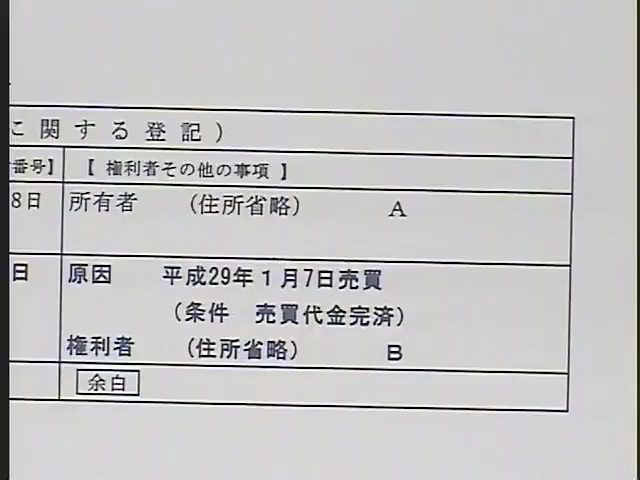 に関する登記)
番号】 【 権利者その他の事項 】
8日 所有者 (住所省略) A
日 原因 平成29年1月7日売買
(条件 売買代金完済)
権利者 (住所省略) B
余白